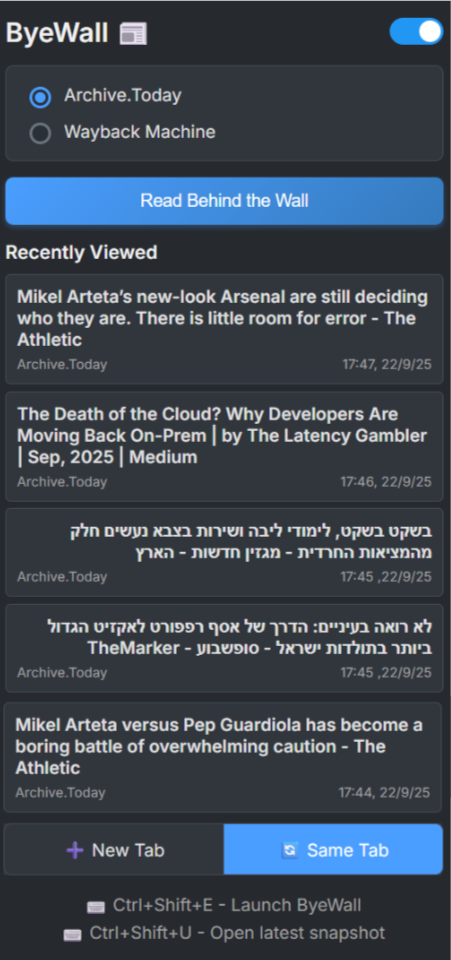 ByeWall
Archive.Today
Wayback Machine
Read Behind the Wall
Recently Viewed
Mikel Arteta’s new-look Arsenal are still deciding
who they are. There is little room for error - The
Athletic
Archive.Today 17:47, 22/9/25
The Death of the Cloud? Why Developers Are
Moving Back On-Prem | by The Latency Gambler
| Sep, 2025 | Medium
Archive.Today 17:46, 22/9/25
בשקט בשקט, לימודי ליבה ושירות בצבא נעשים חלק
מהמציאות החרדית - מגזין חדשות - הארץ
Archive.Today 17:45 ,22/9/25
לא רואה בעיניים: הדרך של אסף רפפורט לאקזיט הגדול
ביותר בתולדות ישראל - סופשבוע - TheMarker
Archive.Today 17:45 ,22/9/25
Mikel Arteta versus Pep Guardiola has become a
boring battle of overwhelming caution - The
Athletic
Archive.Today 17:44, 22/9/25
New Tab Same Tab
Ctrl+Shift+E - Launch ByeWall
Ctrl+Shift+U - Open latest snapshot